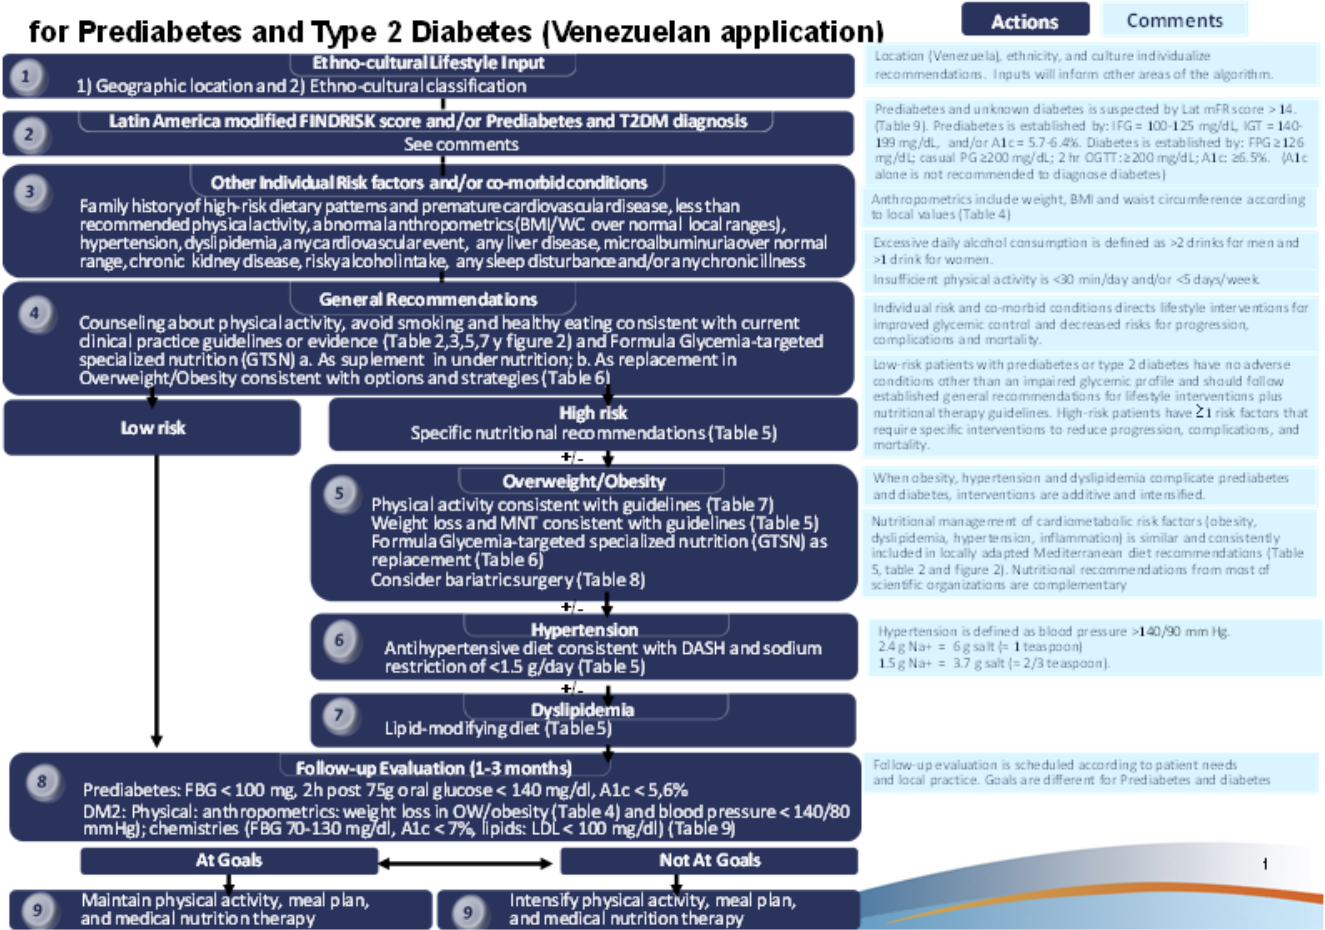 for Prediabetes and Type 2 Diabetes (Venezuelan application)
Actions
Comments
1
Ethno-cultural Lifestyle Input
1) Geographic location and 2) Ethno-cultural classification
Location (Venezuela), ethnicity, and culture individualize
recommendations. Inputs will inform other areas of the algorithm.
2
Latin America modified FINDRISK score and/or Prediabetes and T2DM diagnosis
See comments
Prediabetes and unknown diabetes is suspected by Lat mFR score > 14.
(Table 9). Prediabetes is established by: IFG = 100-125 mg/dL, IGT = 140-
199 mg/dL, and/or A1c = 5.7-6.4%. Diabetes is established by: FPG ≥126
mg/dL; casual PG ≥200 mg/dL; 2 hr OGTT: ≥200 mg/dL; A1c: ≥6.5%. (A1c
alone is not recommended to diagnose diabetes)
3
Other Individual Risk factors and/or co-morbid conditions
Family history of high-risk dietary patterns and premature cardiovascular disease, less than
recommended physical activity, abnormal anthropometrics (BMI/WC over normal local ranges),
hypertension, dyslipidemia, any cardiovascular event, any liver disease, microalbuminuria over normal
range, chronic kidney disease, risky alcohol intake, any sleep disturbance and/or any chronic illness
Anthropometrics include weight, BMI and waist circumference according
to local values (Table 4)
Excessive daily alcohol consumption is defined as >2 drinks for men and
>1 drink for women.
Insufficient physical activity is <30 min/day and/or <5 days/week.
4
General Recommendations
Counseling about physical activity, avoid smoking and healthy eating consistent with current
clinical practice guidelines or evidence (Table 2,3,5,7 y figure 2) and Formula Glycemia-targeted
specialized nutrition (GTSN) a. As suplement in undernutrition; b. As replacement in
Overweight/Obesity consistent with options and strategies (Table 6)
Individual risk and co-morbid conditions directs lifestyle interventions for
improved glycemic control and decreased risks for progression,
complications and mortality.
Low-risk patients with prediabetes or type 2 diabetes have no adverse
conditions other than an impaired glycemic profile and should follow
established general recommendations for lifestyle interventions plus
nutritional therapy guidelines. High-risk patients have ≥1 risk factors that
require specific interventions to reduce progression, complications, and
mortality.
Low risk
High risk
Specific nutritional recommendations (Table 5)
+/-
5
Overweight/Obesity
Physical activity consistent with guidelines (Table 7)
Weight loss and MNT consistent with guidelines (Table 5)
Formula Glycemia-targeted specialized nutrition (GTSN) as
replacement (Table 6)
Consider bariatric surgery (Table 8)
When obesity, hypertension and dyslipidemia complicate prediabetes
and diabetes, interventions are additive and intensified.
Nutritional management of cardiometabolic risk factors (obesity,
dyslipidemia, hypertension, inflammation) is similar and consistently
included in locally adapted Mediterranean diet recommendations (Table
5, table 2 and figure 2). Nutritional recommendations from most of
scientific organizations are complementary
+/-
6
Hypertension
Antihypertensive diet consistent with DASH and sodium
restriction of <1.5 g/day (Table 5)
Hypertension is defined as blood pressure >140/90 mm Hg.
2.4 g Na+ = 6 g salt (≈ 1 teaspoon)
1.5 g Na+ = 3.7 g salt (≈ 2/3 teaspoon).
+/-
7
Dyslipidemia
Lipid-modifying diet (Table 5)
8
Follow-up Evaluation (1-3 months)
Prediabetes: FBG < 100 mg, 2h post 75g oral glucose < 140 mg/dl, A1c < 5,6%
DM2: Physical: anthropometrics: weight loss in OW/obesity (Table 4) and blood pressure < 140/80
mmHg); chemistries (FBG 70-130 mg/dl, A1c < 7%, lipids: LDL < 100 mg/dl) (Table 9)
Follow-up evaluation is scheduled according to patient needs
and local practice. Goals are different for Prediabetes and diabetes
At Goals
Not At Goals
1
9
Maintain physical activity, meal plan,
and medical nutrition therapy
9
Intensify physical activity, meal plan,
and medical nutrition therapy